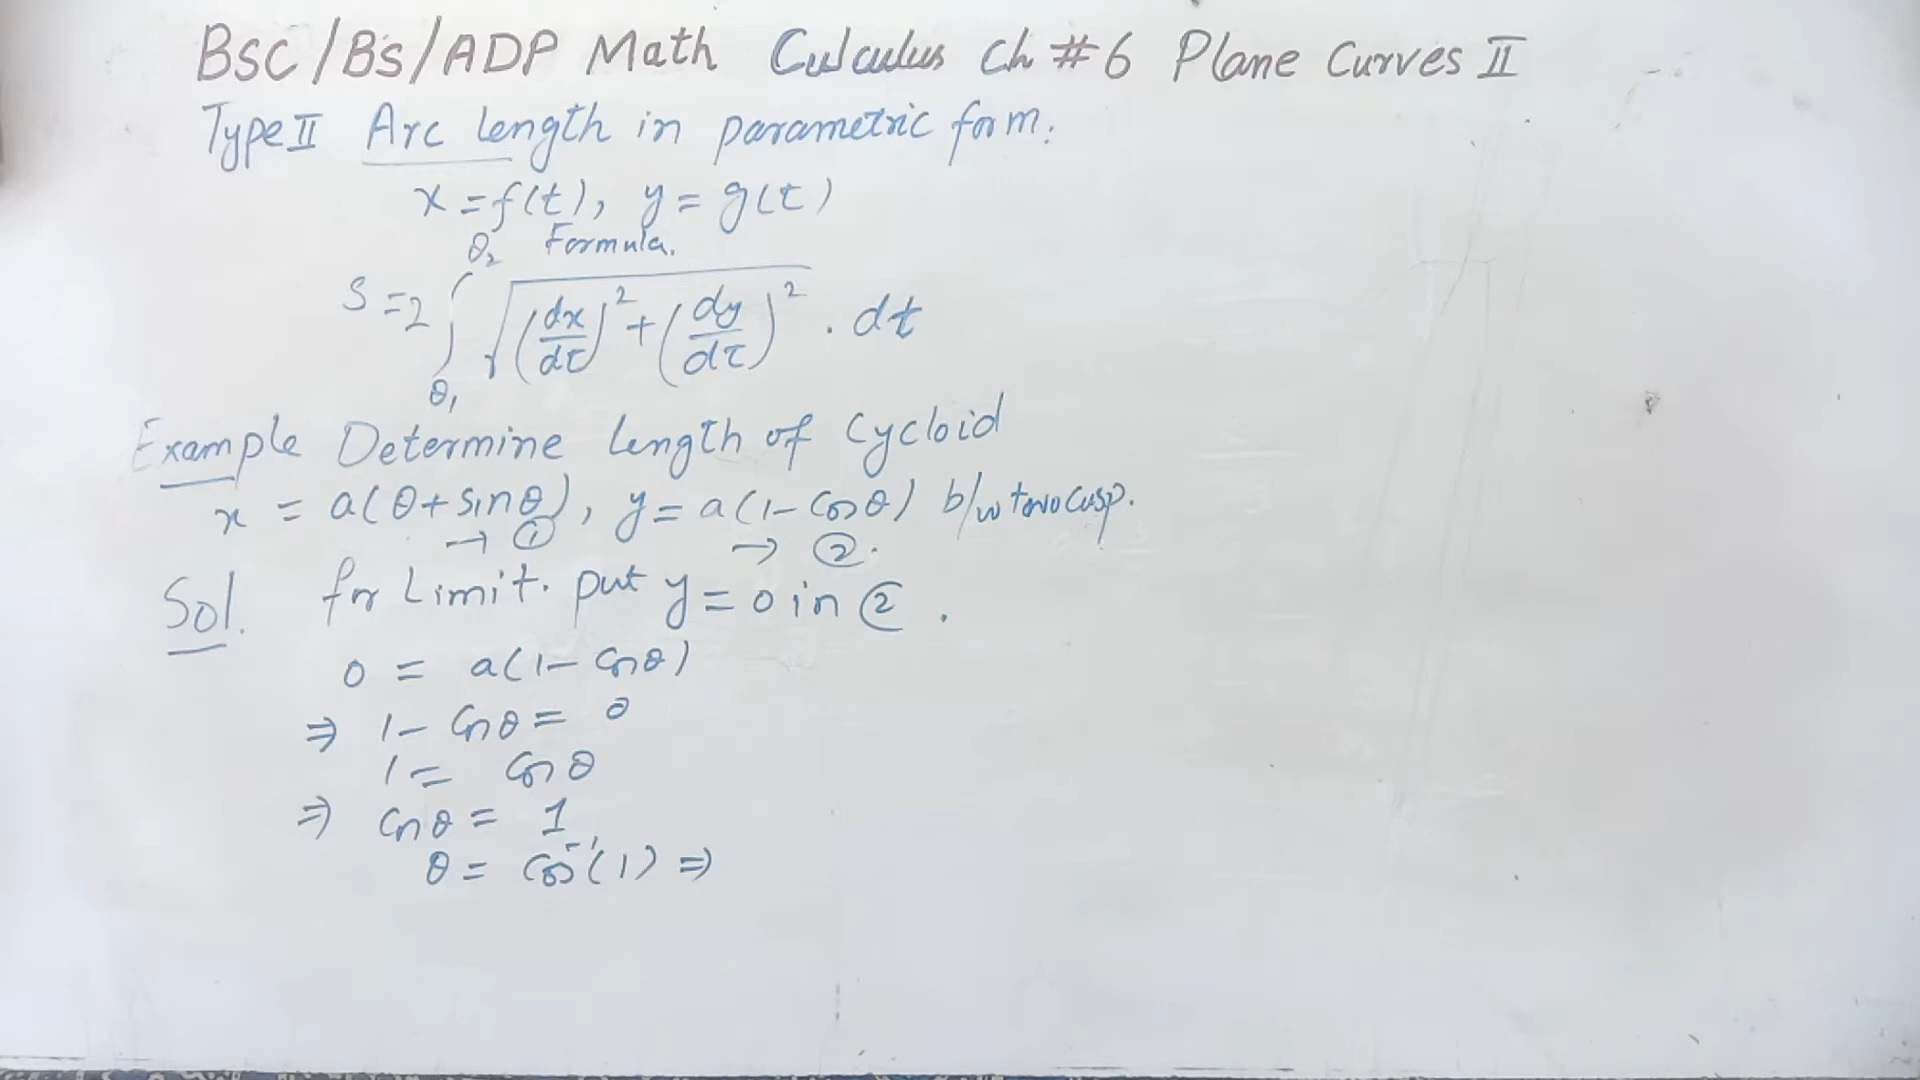 BSC/BS/ADP Math Calculus Ch #6 Plane Curves II
Type II Arc length in parametric form.
x = f(t), y = g(t)
Formula.
S = 2 ∫_θ₁^θ₂ √((dx/dt)² + (dy/dt)²) . dt
Example Determine length of Cycloid
x = a(θ + sinθ), y = a(1 - Cosθ) b/w two Cusp.
→ ① → ②.
Sol. for Limit. put y = 0 in ② .
0 = a(1 - Cosθ)
⇒ 1 - Cosθ = 0
1 = Cosθ
⇒ Cosθ = 1
θ = Cos⁻¹(1) ⇒